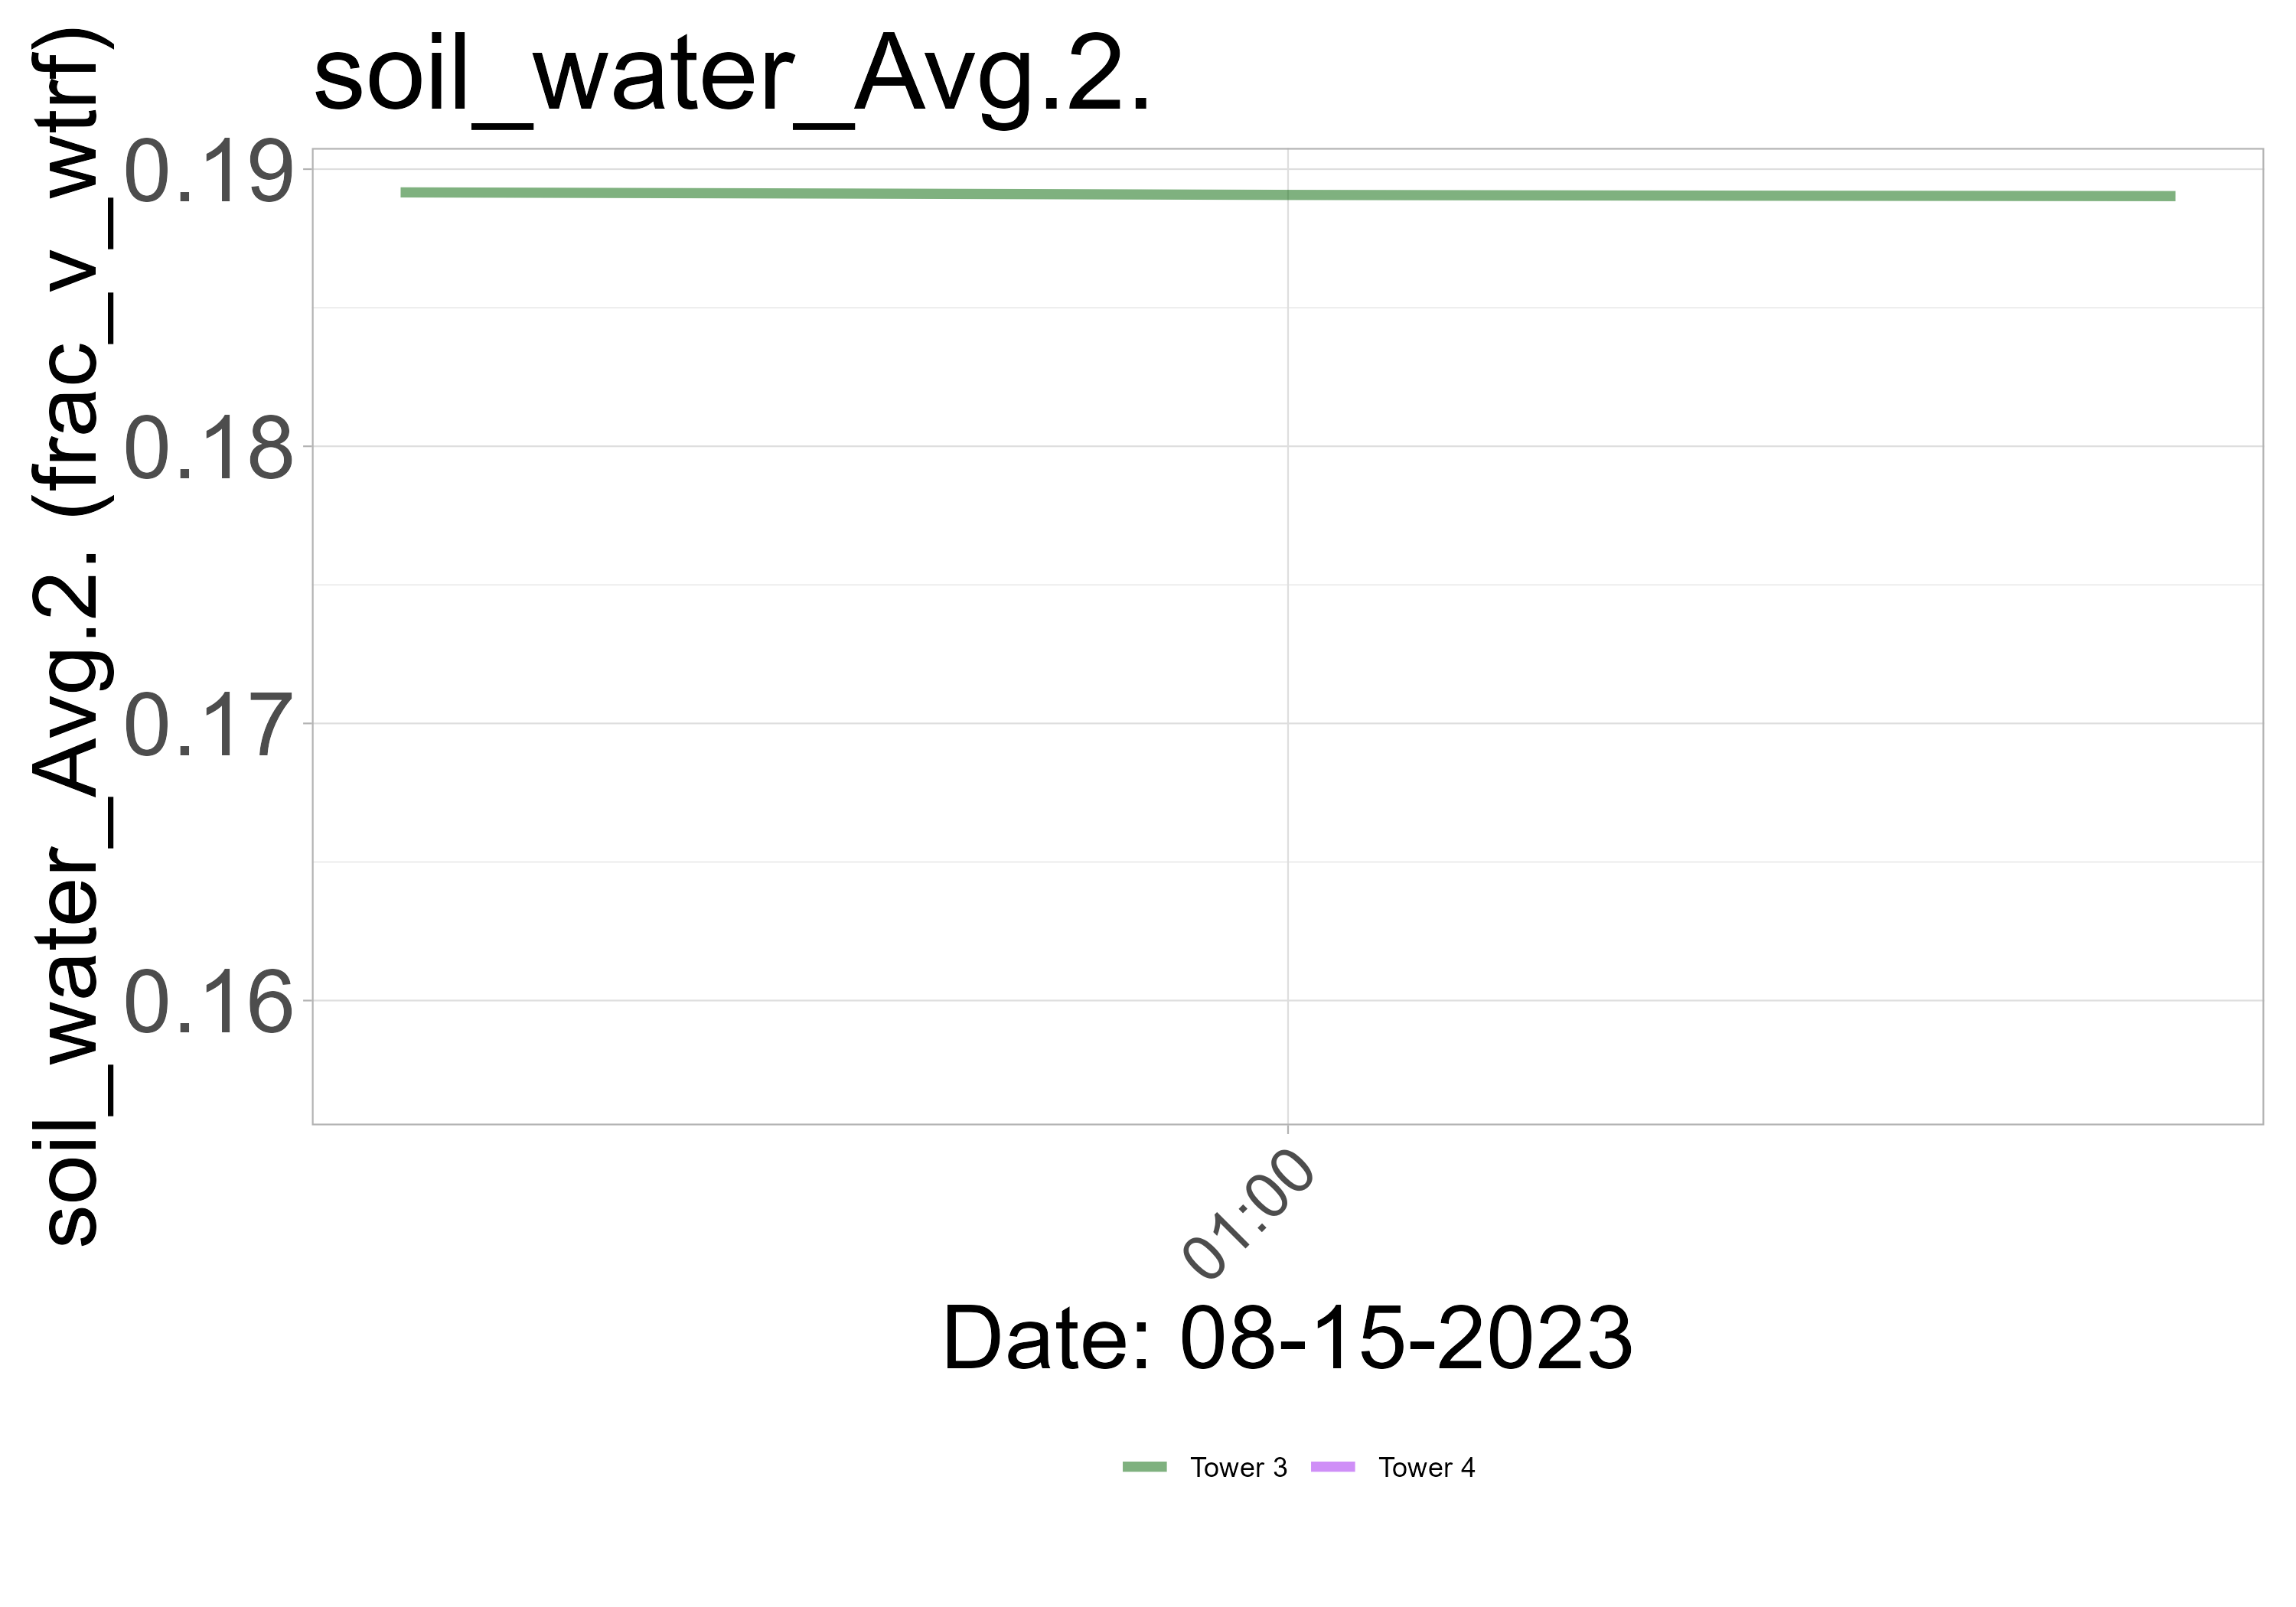 soil_water_Avg.2.
soil_water_Avg.2. (frac_v_wtrf)
0.19
0.18
0.17
0.16
01:00
Date: 08-15-2023
Tower 3 Tower 4